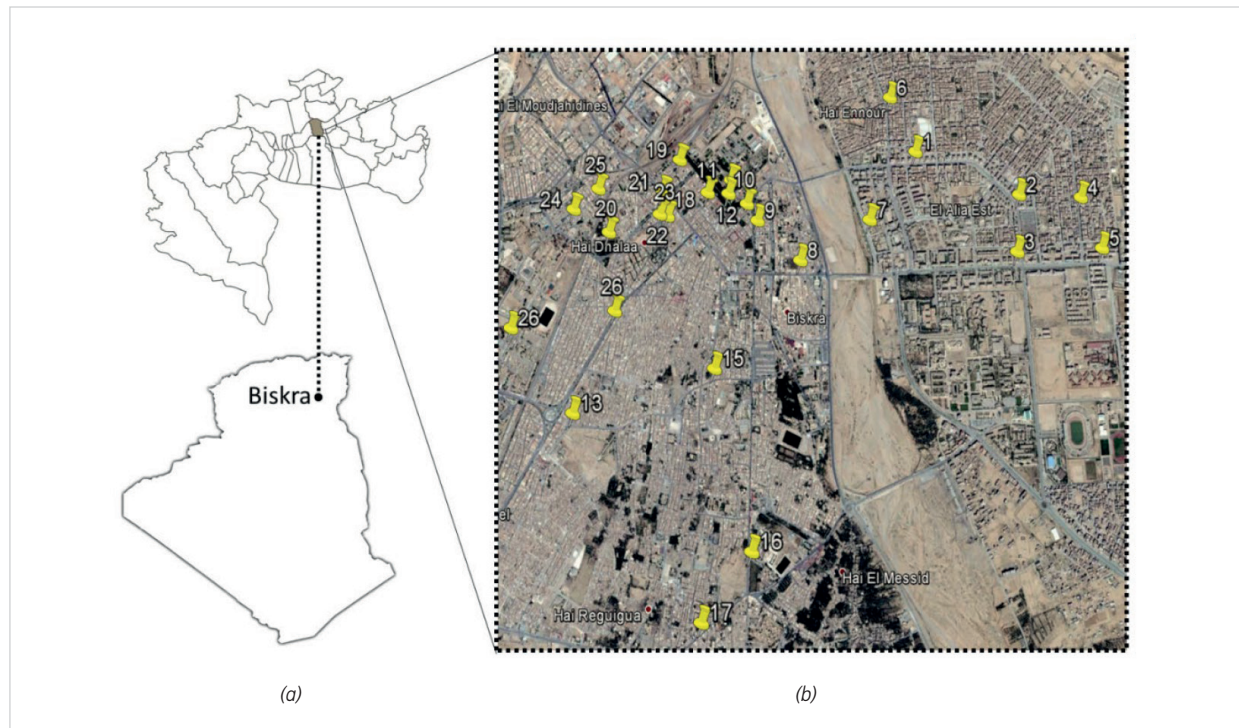 i El Moudjahidines
6
Hai Ennour
1
19
11
10
25
21
23
18
24
20
12
9
2
4
El Alia Est
7
Hai Dhalaa
22
8
3
5
26
26
Biskra
15
Biskra
13
el
16
Hai El Messid
Hai Reguigua
17
(a)
(b)